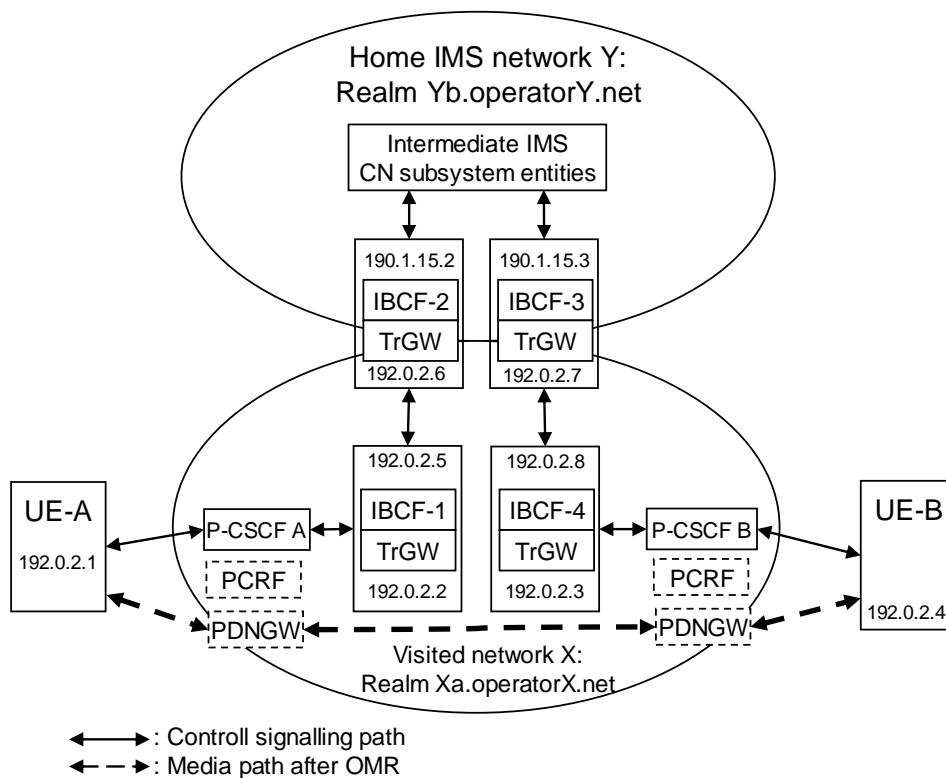 Home IMS network Y:
Realm Yb.operatorY.net
Intermediate IMS
CN subsystem entities
190.1.15.2
190.1.15.3
IBCF-2
IBCF-3
TrGW
TrGW
192.0.2.6
192.0.2.7
192.0.2.5
192.0.2.8
UE-A
192.0.2.1
P-CSCF A
IBCF-1
IBCF-4
P-CSCF B
UE-B
TrGW
TrGW
PCRF
PCRF
192.0.2.2
192.0.2.3
192.0.2.4
PDNGW
PDNGW
Visited network X:
Realm Xa.operatorX.net
: Controll signalling path
: Media path after OMR